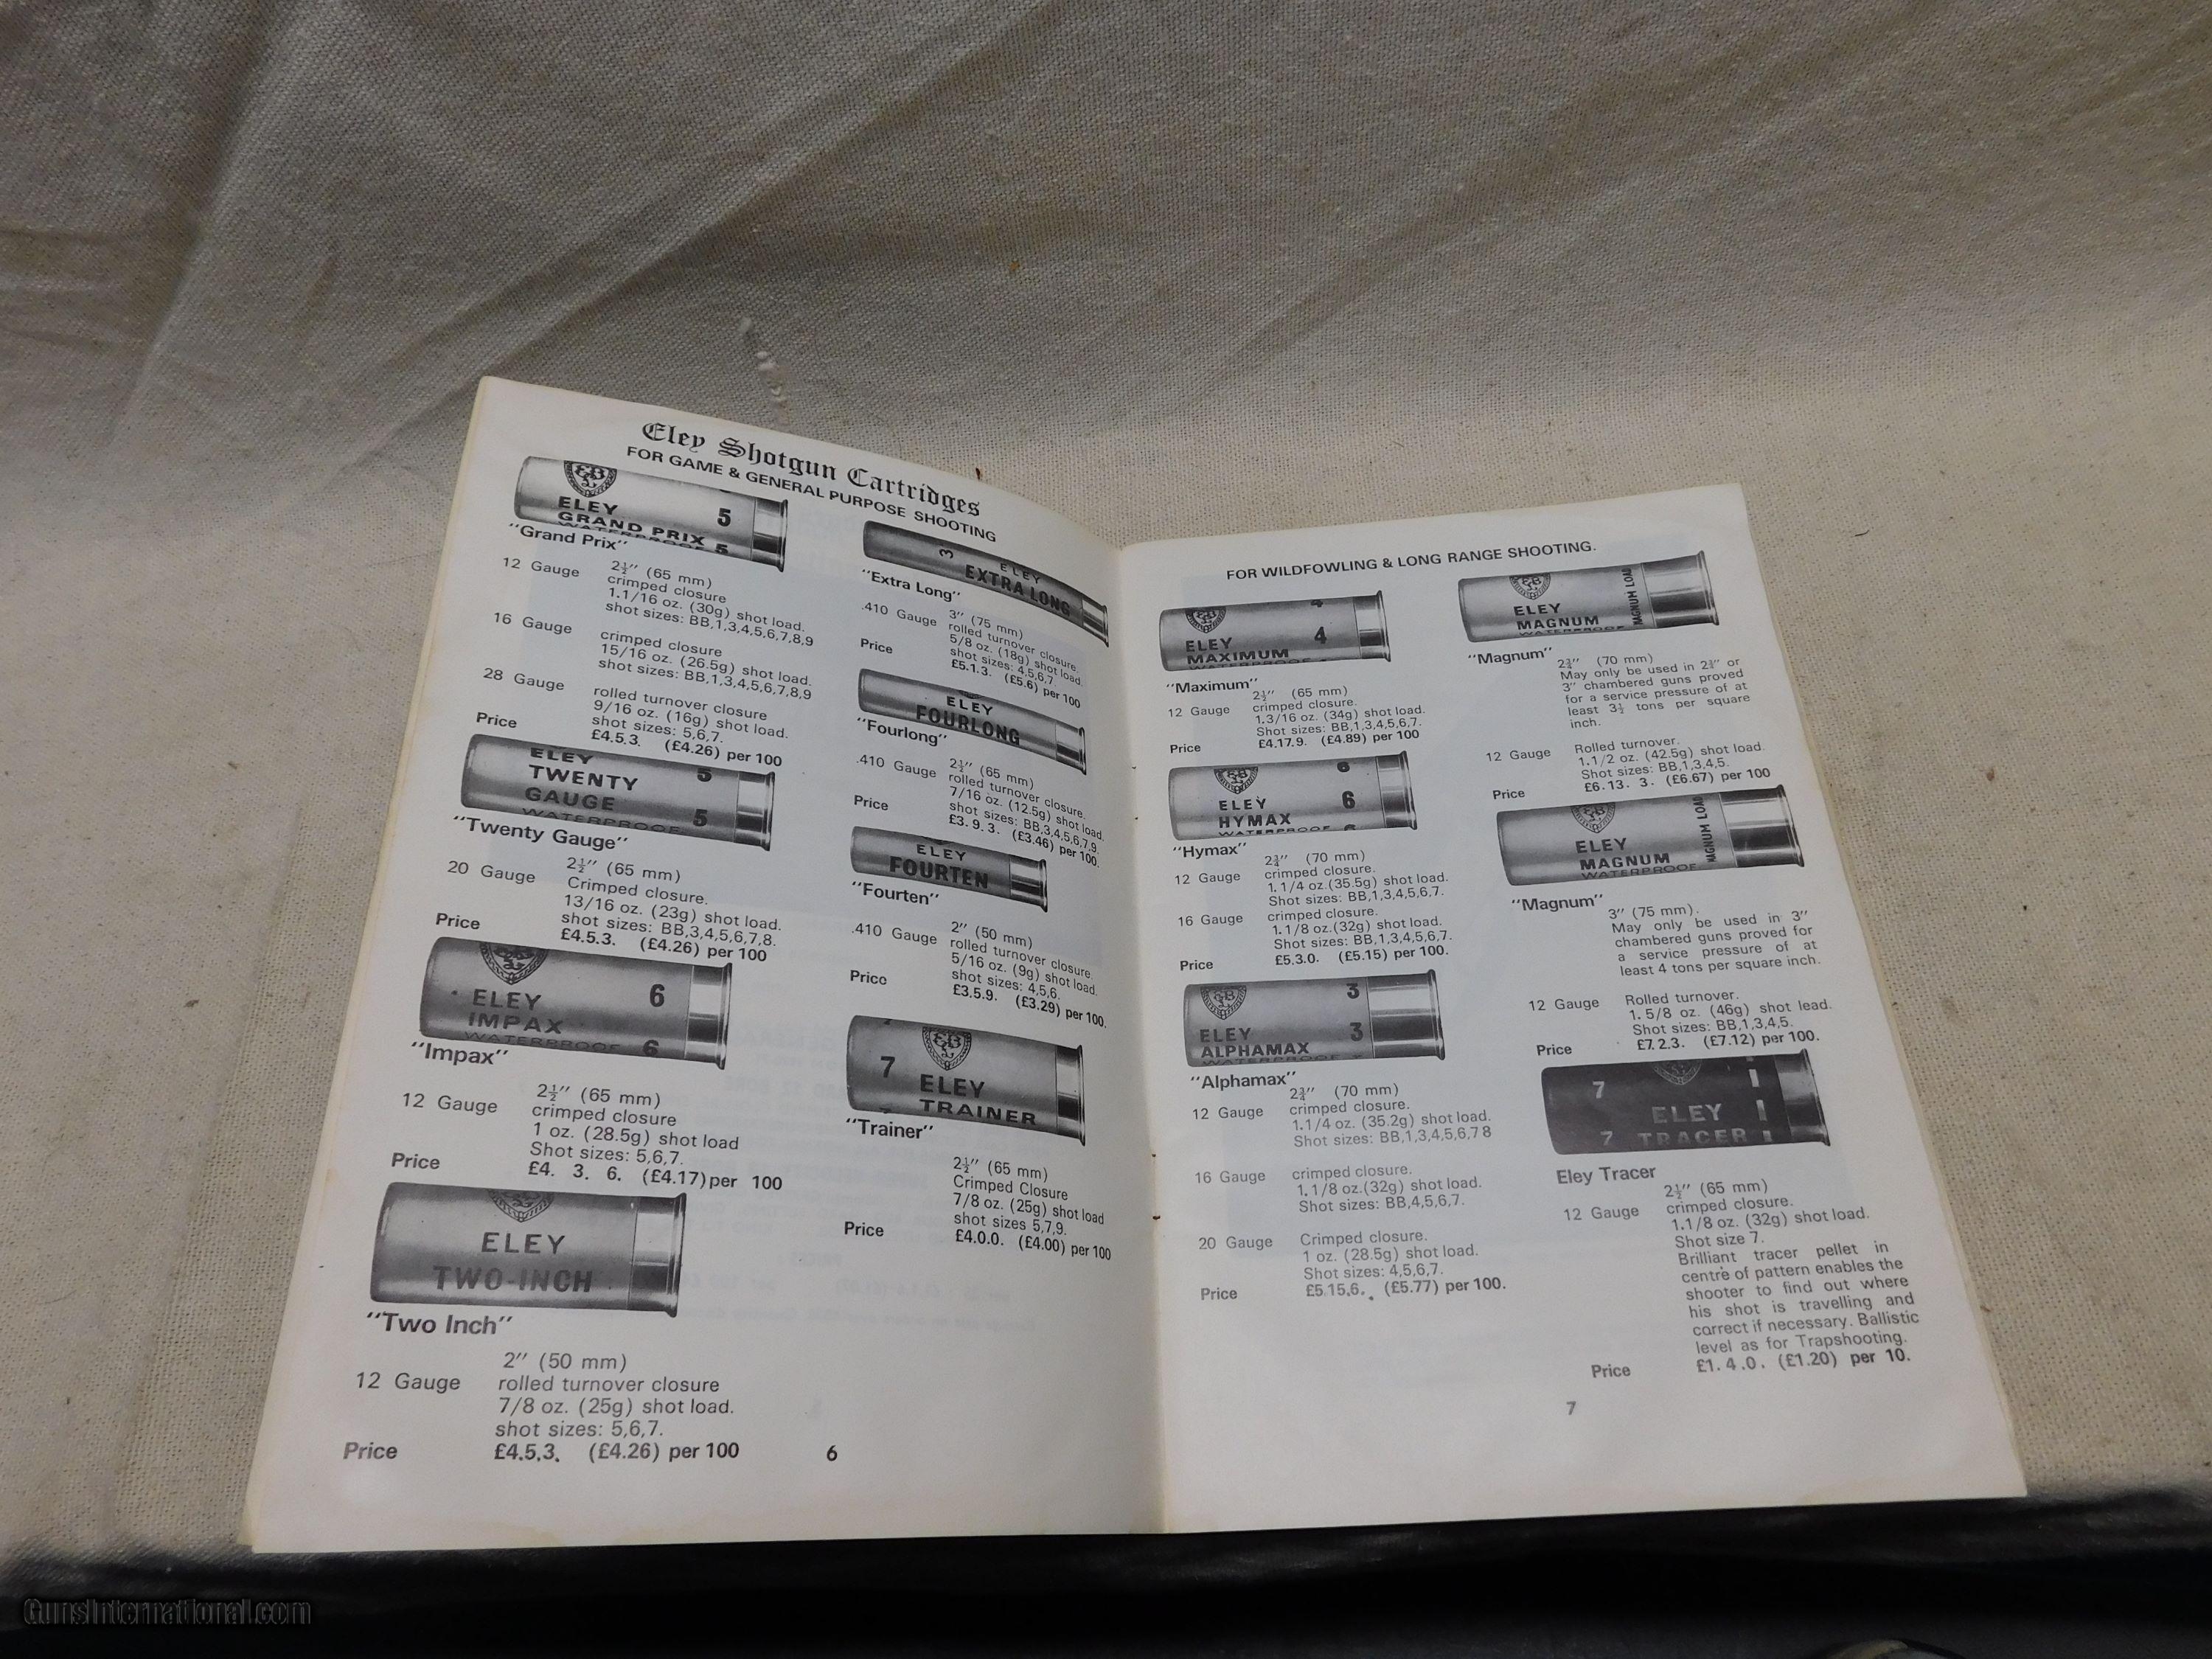 Eley Shotgun Cartridges
FOR GAME & GENERAL PURPOSE SHOOTING
ELEY 5
GRAND PRIX 5
WATERPROOF
"Grand Prix"
2½" (65 mm)
12 Gauge crimped closure
1.1/16 oz. (30g) shot load.
shot sizes: BB,1,3,4,5,6,7,8,9
16 Gauge crimped closure
15/16 oz. (26.5g) shot load.
shot sizes: BB,1,3,4,5,6,7,8,9
28 Gauge rolled turnover closure
9/16 oz. (16g) shot load.
shot sizes: 5,6,7.
Price £4.5.3. (£4.26) per 100
ELEY 5
TWENTY
GAUGE 5
WATERPROOF
"Twenty Gauge"
2½" (65 mm)
20 Gauge Crimped closure.
13/16 oz. (23g) shot load.
shot sizes: BB,3,4,5,6,7,8.
Price £4.5.3. (£4.26) per 100
ELEY 6
IMPAX
WATERPROOF 6
"Impax"
2½" (65 mm)
12 Gauge crimped closure
1 oz. (28.5g) shot load
Shot sizes: 5,6,7.
Price £4. 3. 6. (£4.17) per 100
ELEY
TWO-INCH
"Two Inch"
2" (50 mm)
12 Gauge rolled turnover closure
7/8 oz. (25g) shot load.
shot sizes: 5,6,7.
Price £4.5.3. (£4.26) per 100
3 ELEY
EXTRA LONG
"Extra Long"
3" (75 mm)
.410 Gauge rolled turnover closure.
5/8 oz. (18g) shot load.
shot sizes: 4,5,6,7.
Price £5.1.3. (£5.6) per 100
ELEY
FOURLONG
"Fourlong"
2½" (65 mm)
.410 Gauge rolled turnover closure.
7/16 oz. (12.5g) shot load.
shot sizes: BB,3,4,5,6,7,9.
Price £3. 9. 3. (£3.46) per 100.
ELEY
FOURTEN
"Fourten"
2" (50 mm)
.410 Gauge rolled turnover closure.
5/16 oz. (9g) shot load.
shot sizes: 4,5,6.
Price £3.5.9. (£3.29) per 100.
7 ELEY
TRAINER
"Trainer"
2½" (65 mm)
Crimped Closure
7/8 oz. (25g) shot load
shot sizes 5,7,9.
Price £4.0.0. (£4.00) per 100
6
FOR WILDFOWLING & LONG RANGE SHOOTING.
4
ELEY 4
MAXIMUM
WATERPROOF
"Maximum"
2½" (65 mm)
12 Gauge crimped closure.
1.3/16 oz. (34g) shot load.
Shot sizes: BB,1,3,4,5,6,7.
Price £4.17.9. (£4.89) per 100
6
ELEY 6
HYMAX
WATERPROOF 6
"Hymax"
2¾" (70 mm)
12 Gauge crimped closure.
1.1/4 oz.(35.5g) shot load.
Shot sizes: BB,1,3,4,5,6,7.
16 Gauge crimped closure.
1.1/8 oz.(32g) shot load.
Shot sizes: BB,1,3,4,5,6,7.
Price £5.3.0. (£5.15) per 100.
3
ELEY 3
ALPHAMAX
WATERPROOF
"Alphamax"
2¾" (70 mm)
12 Gauge crimped closure.
1.1/4 oz. (35.2g) shot load.
Shot sizes: BB,1,3,4,5,6,7 8
16 Gauge crimped closure.
1.1/8 oz.(32g) shot load.
Shot sizes: BB,4,5,6,7.
20 Gauge Crimped closure.
1 oz. (28.5g) shot load.
Shot sizes: 4,5,6,7.
Price £5.15.6. (£5.77) per 100.
ELEY
MAGNUM
WATERPROOF
MAGNUM LOAD
"Magnum"
2¾" (70 mm)
May only be used in 2¾" or
3" chambered guns proved
for a service pressure of at
least 3½ tons per square
inch.
12 Gauge Rolled turnover.
1.1/2 oz. (42.5g) shot load.
Shot sizes: BB,1,3,4,5.
Price £6.13. 3. (£6.67) per 100
ELEY
MAGNUM
WATERPROOF
MAGNUM LOAD
"Magnum"
3" (75 mm).
May only be used in 3"
chambered guns proved for
a service pressure of at
least 4 tons per square inch.
12 Gauge Rolled turnover.
1. 5/8 oz. (46g) shot lead.
Shot sizes: BB,1,3,4,5.
Price £7.2.3. (£7.12) per 100.
7
ELEY
7 TRACER
Eley Tracer
2½" (65 mm)
12 Gauge crimped closure.
1.1/8 oz. (32g) shot load.
Shot size 7.
Brilliant tracer pellet in
centre of pattern enables the
shooter to find out where
his shot is travelling and
carrect if necessary. Ballistic
level as for Trapshooting.
Price £1. 4 .0. (£1.20) per 10.
7
GunsInternational.com